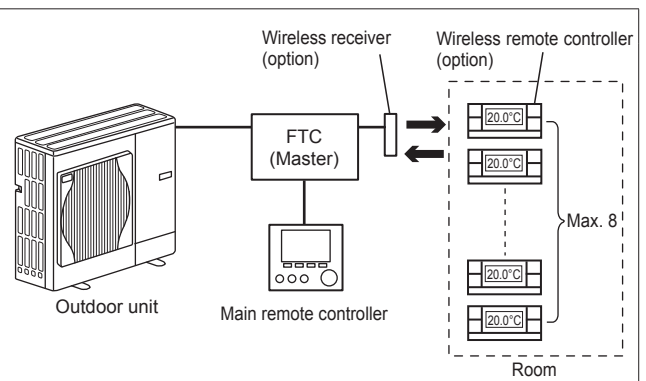 Wireless receiver
(option)
Wireless remote controller
(option)
FTC
(Master)
20.0°C
20.0°C
Max. 8
20.0°C
20.0°C
Outdoor unit
Main remote controller
Room